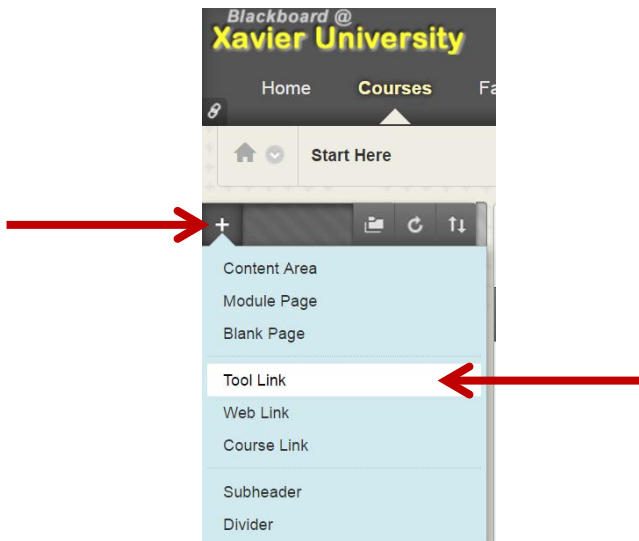 Blackboard @
Xavier University
Home Courses Fa
Start Here
+
Content Area
Module Page
Blank Page
Tool Link
Web Link
Course Link
Subheader
Divider